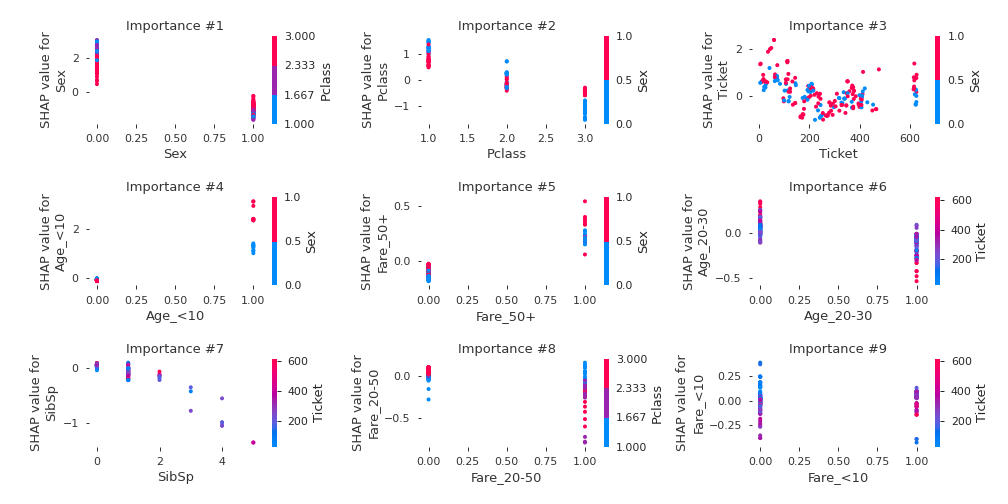 Importance #1
SHAP value for
Sex
2
0
0.00
0.25
0.50
0.75
1.00
Sex
3.000
2.333
1.667
1.000
Pclass
Importance #2
SHAP value for
Pclass
1
0
−1
1.0
1.5
2.0
2.5
3.0
Pclass
1.0
0.5
0.0
Sex
Importance #3
SHAP value for
Ticket
2
0
0
200
400
600
Ticket
1.0
0.5
0.0
Sex
Importance #4
SHAP value for
Age_<10
2
0
0.00
0.25
0.50
0.75
1.00
Age_<10
1.0
0.5
0.0
Sex
Importance #5
SHAP value for
Fare_50+
0.5
0.0
0.00
0.25
0.50
0.75
1.00
Fare_50+
1.0
0.5
0.0
Sex
Importance #6
SHAP value for
Age_20-30
0.0
−0.5
0.00
0.25
0.50
0.75
1.00
Age_20-30
600
400
200
Ticket
Importance #7
SHAP value for
SibSp
0
−1
0
2
4
SibSp
600
400
200
Ticket
Importance #8
SHAP value for
Fare_20-50
0.0
−0.5
0.00
0.25
0.50
0.75
1.00
Fare_20-50
3.000
2.333
1.667
1.000
Pclass
Importance #9
SHAP value for
Fare_<10
0.25
0.00
−0.25
0.00
0.25
0.50
0.75
1.00
Fare_<10
600
400
200
Ticket